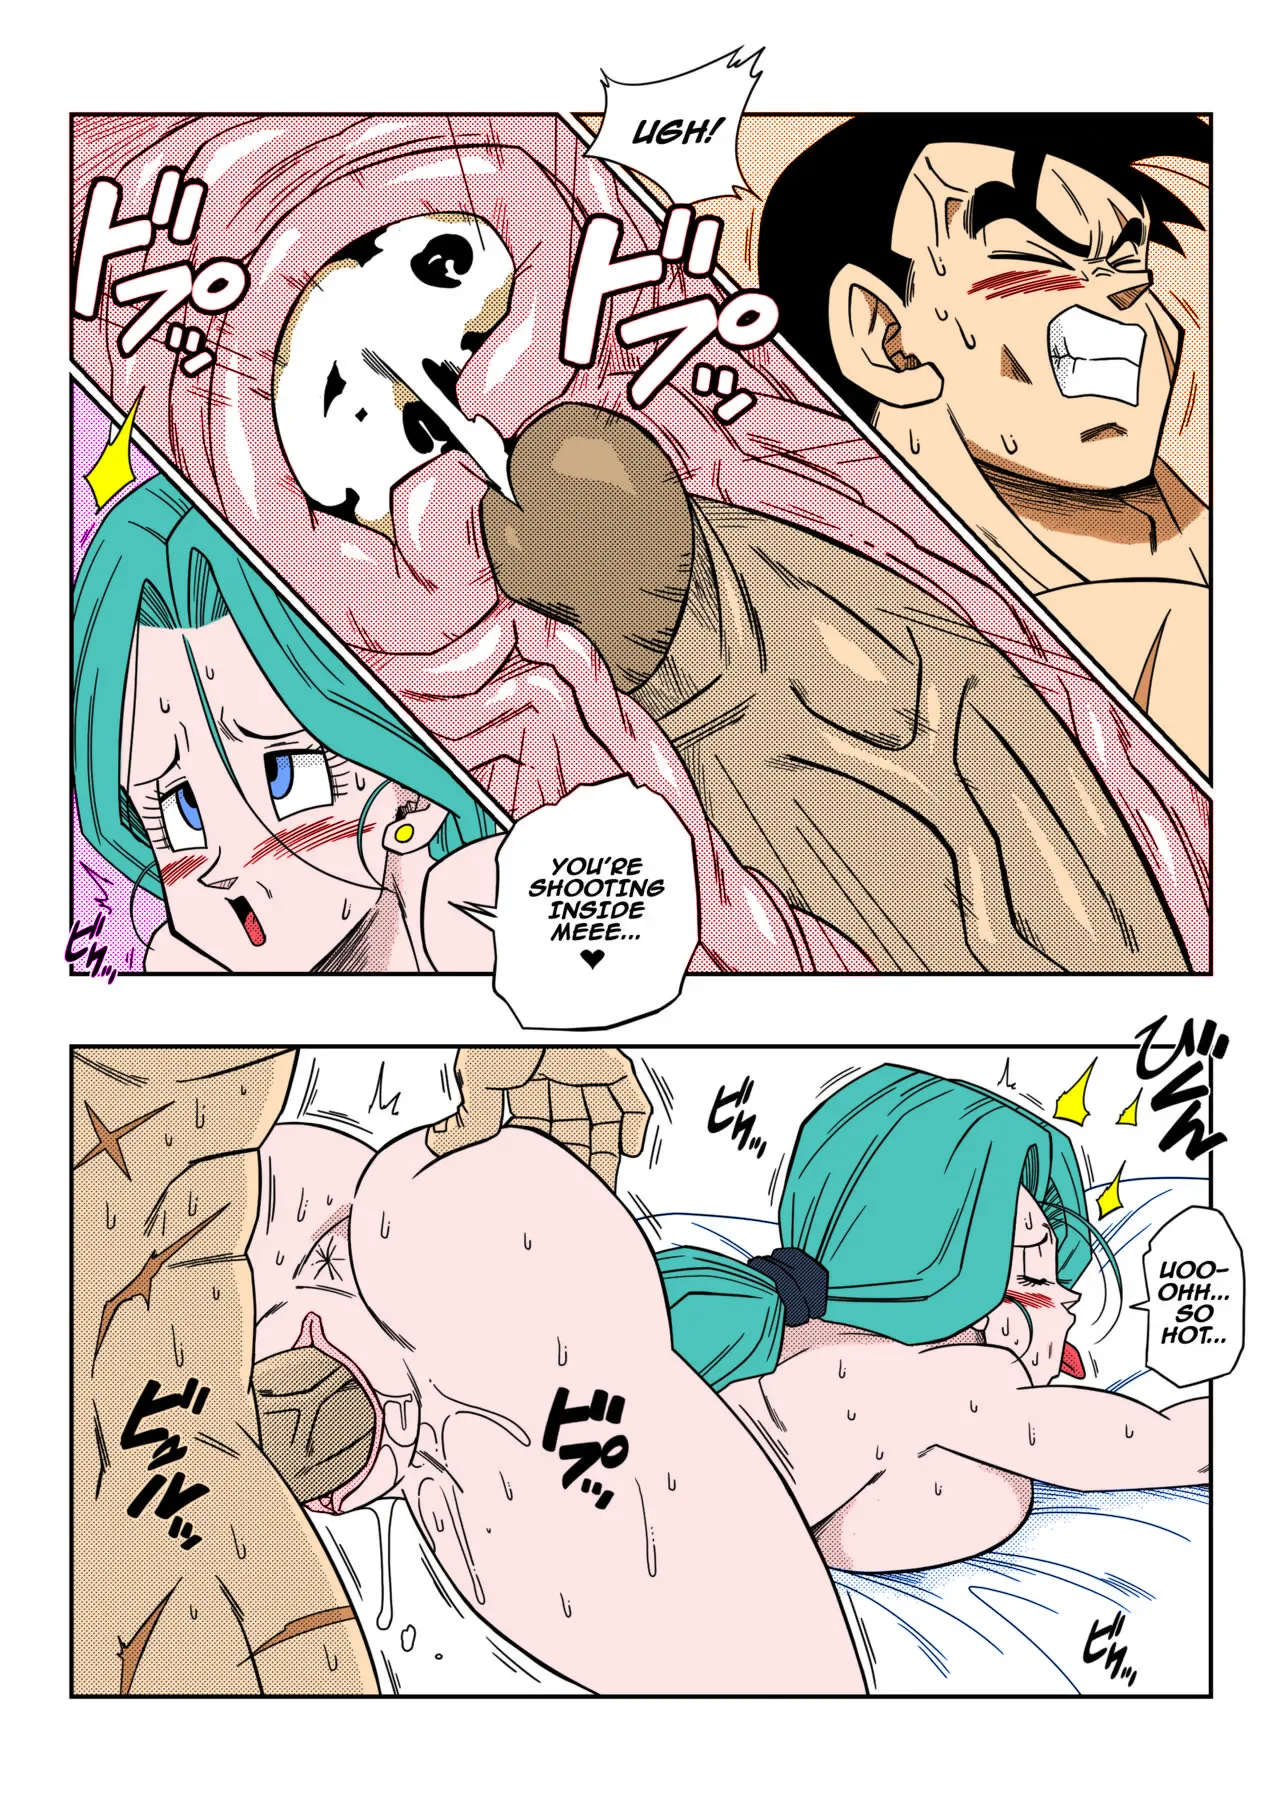 UGH!
ドプッ
ドプッ
YOU'RE
SHOOTING
INSIDE
MEEE...
♥
ビクッ
びくん
ビクッ
UOO-
OHH...
SO
HOT...
ビュルッ
ドプッ
ビクッ